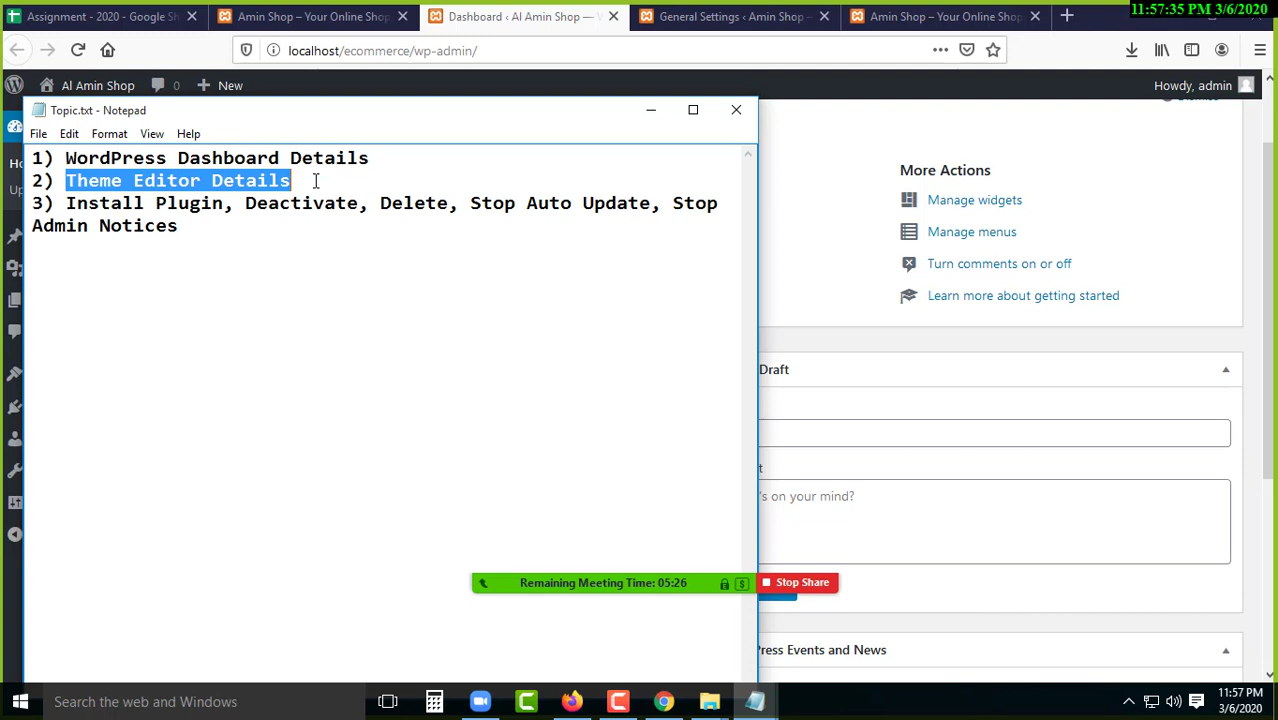 Assignment - 2020 - Google Sh
Amin Shop – Your Online Shop
Dashboard ‹ Al Amin Shop —
General Settings ‹ Amin Shop –
Amin Shop – Your Online Shop
11:57:35 PM 3/6/2020
localhost/ecommerce/wp-admin/
Al Amin Shop
0
New
Howdy, admin
Topic.txt - Notepad
File Edit Format View Help
1) WordPress Dashboard Details
2) Theme Editor Details
3) Install Plugin, Deactivate, Delete, Stop Auto Update, Stop
Admin Notices
More Actions
Manage widgets
Manage menus
Turn comments on or off
Learn more about getting started
Draft
's on your mind?
Remaining Meeting Time: 05:26
Stop Share
Press Events and News
Search the web and Windows
11:57 PM
3/6/2020